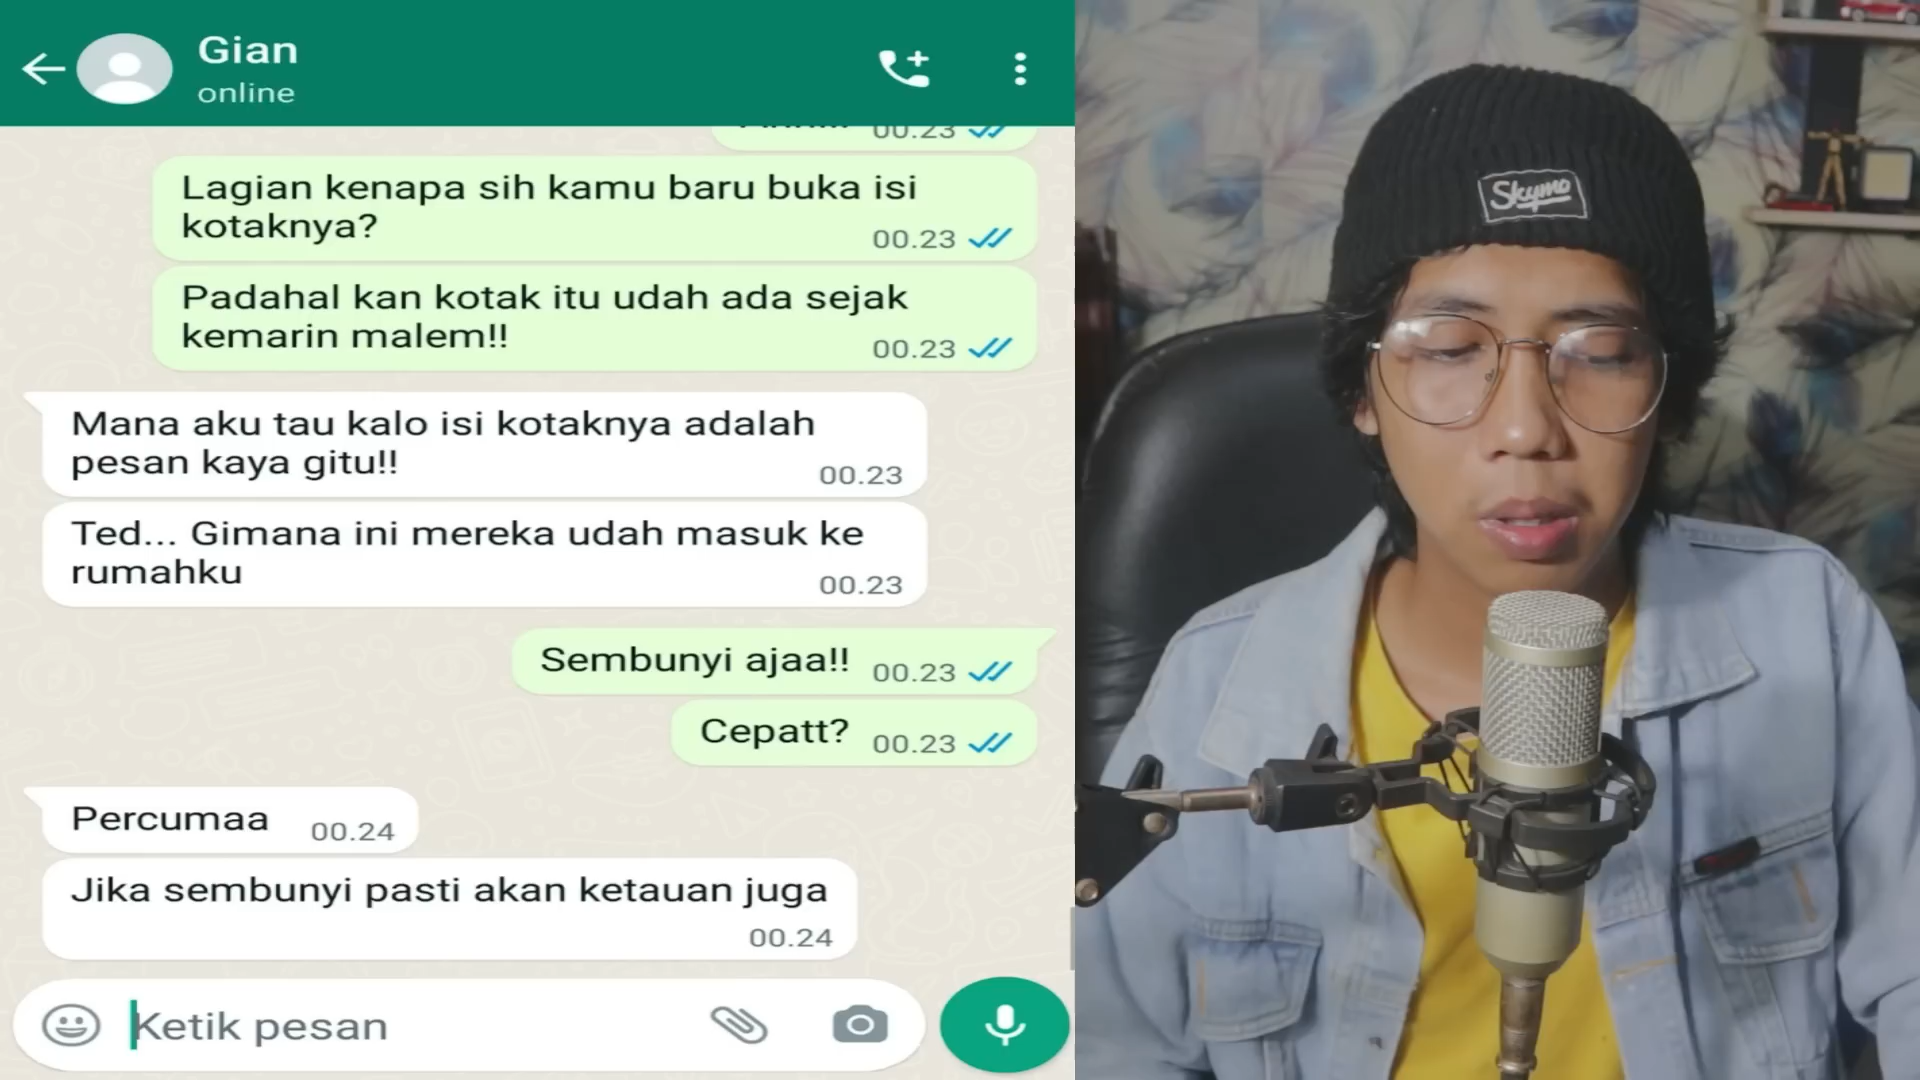 Gian
online
00.23
Lagian kenapa sih kamu baru buka isi
kotaknya?
00.23
Padahal kan kotak itu udah ada sejak
kemarin malem!!
00.23
Mana aku tau kalo isi kotaknya adalah
pesan kaya gitu!!
00.23
Ted... Gimana ini mereka udah masuk ke
rumahku
00.23
Sembunyi ajaa!! 00.23
Cepatt? 00.23
Percumaa 00.24
Jika sembunyi pasti akan ketauan juga
00.24
Ketik pesan
Skymo